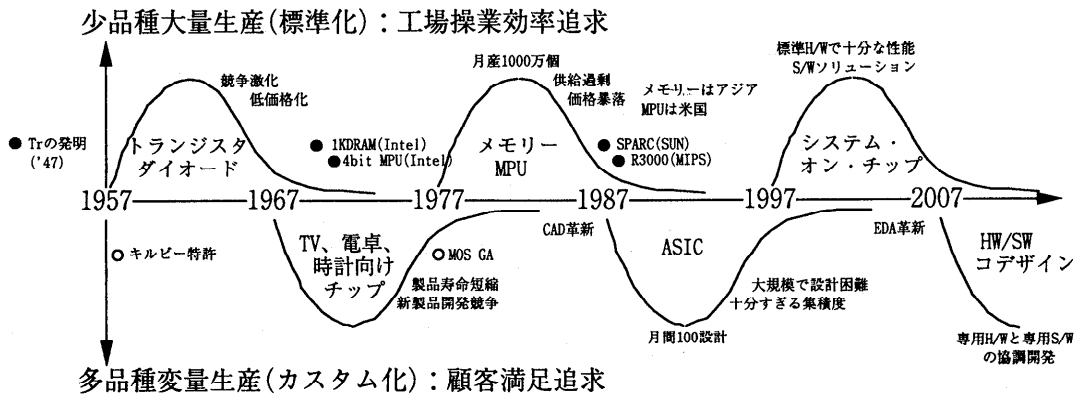 少品種大量生産(標準化)：工場操業効率追求
月産1000万個
標準H/Wで十分な性能
S/Wソリューション
競争激化
低価格化
供給過剰
価格暴落
メモリーはアジア
MPUは米国
● Trの発明
('47)
トランジスタ
ダイオード
● 1KDRAM(Intel)
● 4bit MPU(Intel)
メモリー
MPU
● SPARC(SUN)
● R3000(MIPS)
システム・
オン・チップ
1957
1967
1977
1987
1997
2007
キルビー特許
TV、電卓、
時計向け
チップ
MOS GA
製品寿命短縮
新製品開発競争
CAD革新
ASIC
月間100設計
大規模で設計困難
十分すぎる集積度
EDA革新
HW/SW
コデザイン
専用H/Wと専用S/W
の協調開発
多品種変量生産(カスタム化)：顧客満足追求